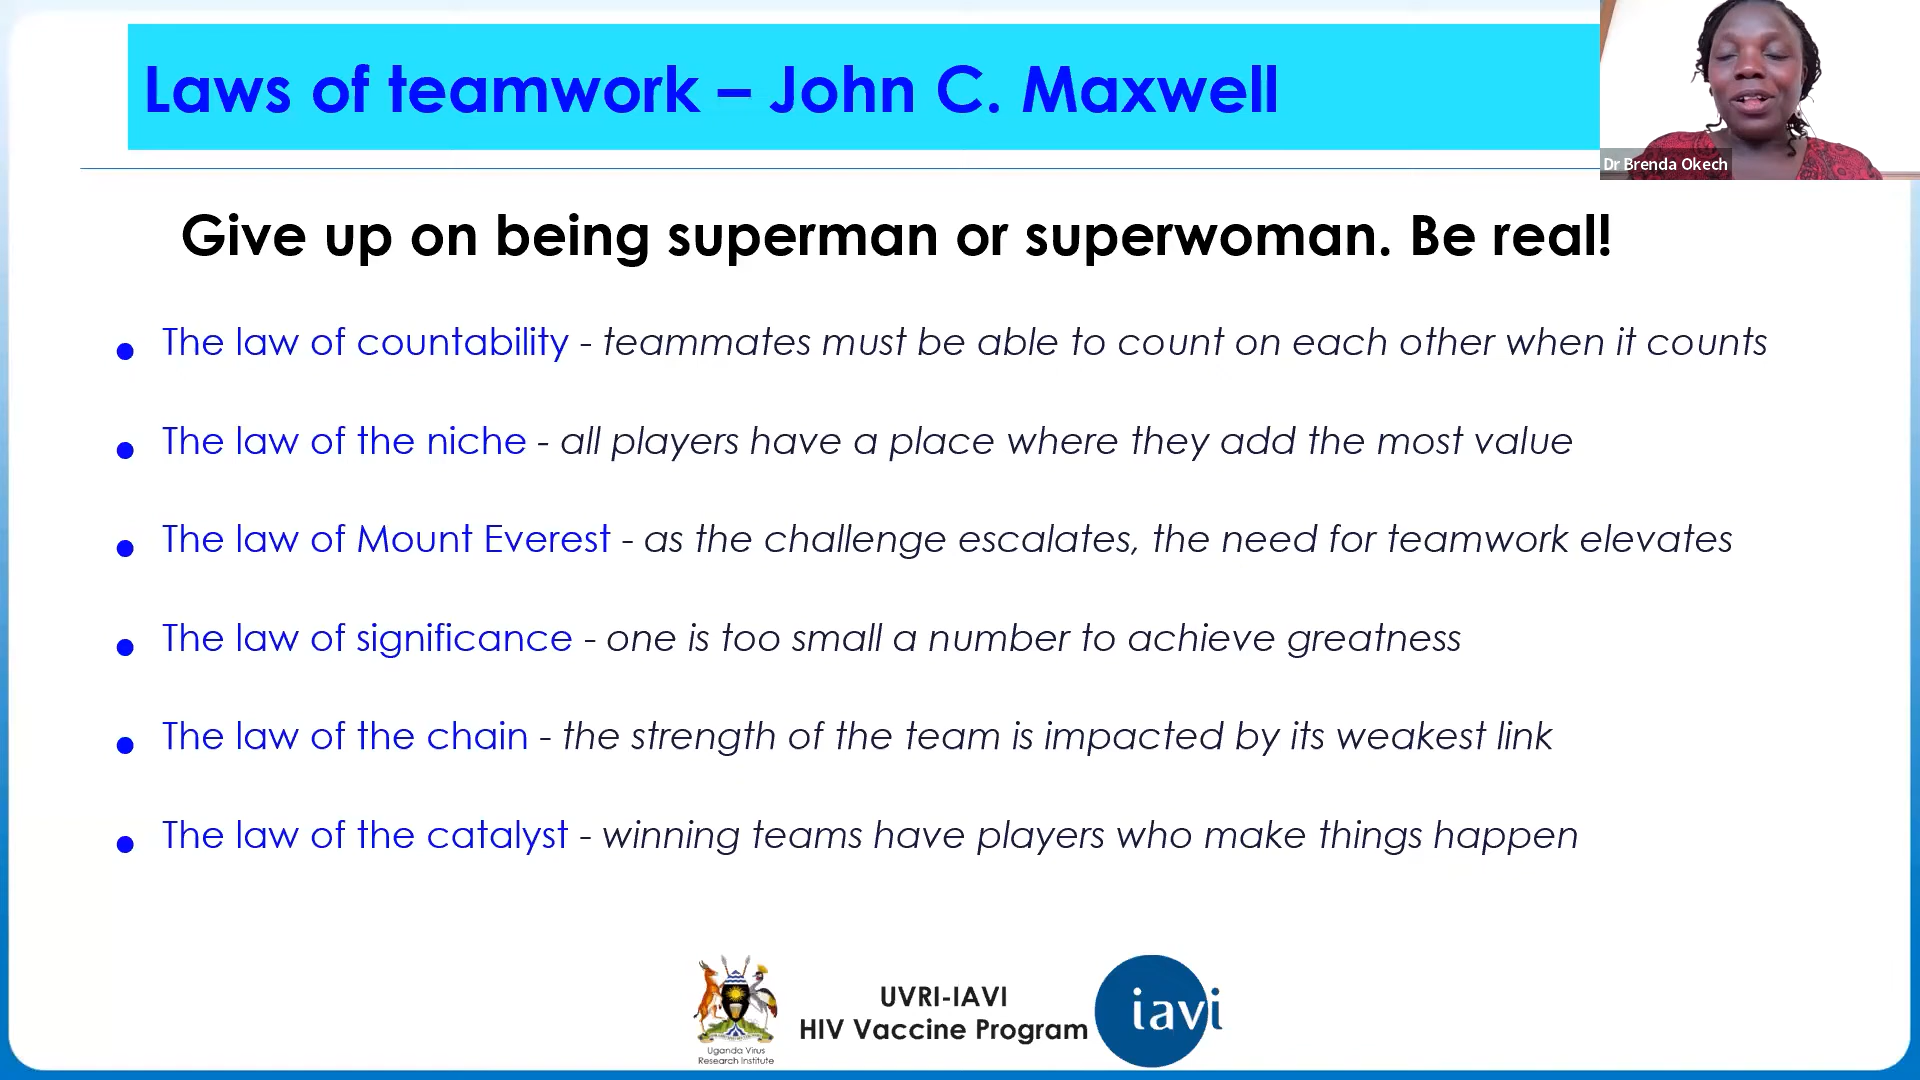 Laws of teamwork – John C. Maxwell
Dr Brenda Okech
Give up on being superman or superwoman. Be real!
• The law of countability - teammates must be able to count on each other when it counts
• The law of the niche - all players have a place where they add the most value
• The law of Mount Everest - as the challenge escalates, the need for teamwork elevates
• The law of significance - one is too small a number to achieve greatness
• The law of the chain - the strength of the team is impacted by its weakest link
• The law of the catalyst - winning teams have players who make things happen
Uganda Virus
Research Institute
UVRI-IAVI
HIV Vaccine Program
iavi